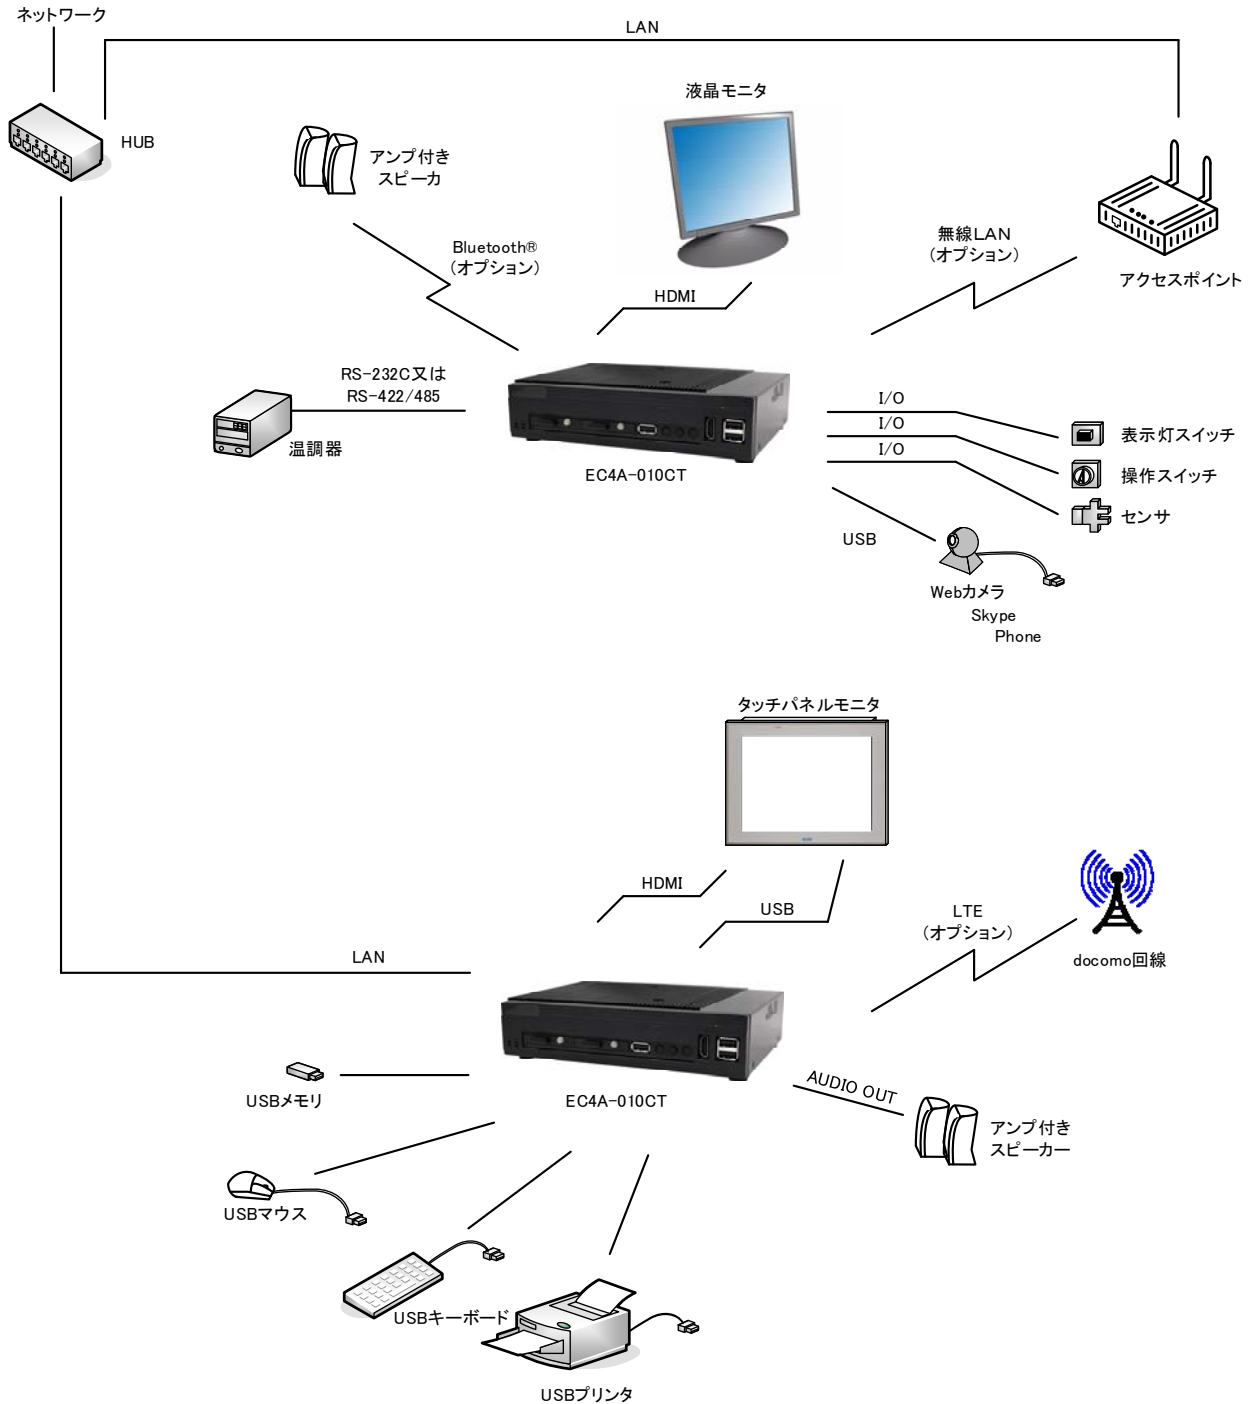 ネットワーク
LAN
HUB
液晶モニタ
アンプ付き
スピーカ
Bluetooth®
(オプション)
無線LAN
(オプション)
アクセスポイント
HDMI
RS-232C又は
RS-422/485
温調器
EC4A-010CT
I/O
I/O
I/O
表示灯スイッチ
操作スイッチ
センサ
USB
Webカメラ
Skype
Phone
タッチパネルモニタ
HDMI
USB
LTE
(オプション)
docomo回線
LAN
USBメモリ
EC4A-010CT
AUDIO OUT
アンプ付き
スピーカー
USBマウス
USBキーボード
USBプリンタ